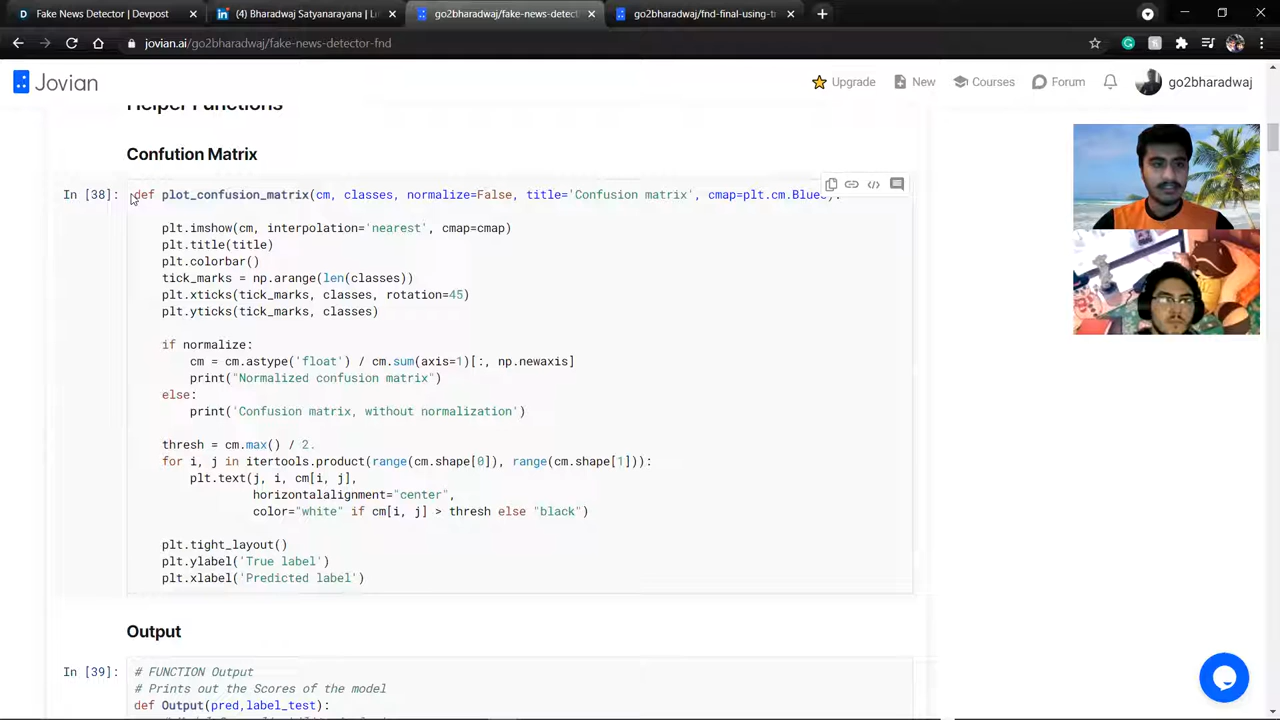 Fake News Detector | Devpost
(4) Bharadwaj Satyanarayana | Li
go2bharadwaj/fake-news-detect
go2bharadwaj/fnd-final-using-t
jovian.ai/go2bharadwaj/fake-news-detector-fnd
Jovian
Upgrade
New
Courses
Forum
go2bharadwaj
Helper Functions
Confution Matrix
In [38]:
def plot_confusion_matrix(cm, classes, normalize=False, title='Confusion matrix', cmap=plt.cm.Blues):
plt.imshow(cm, interpolation='nearest', cmap=cmap)
plt.title(title)
plt.colorbar()
tick_marks = np.arange(len(classes))
plt.xticks(tick_marks, classes, rotation=45)
plt.yticks(tick_marks, classes)
if normalize:
cm = cm.astype('float') / cm.sum(axis=1)[:, np.newaxis]
print("Normalized confusion matrix")
else:
print('Confusion matrix, without normalization')
thresh = cm.max() / 2.
for i, j in itertools.product(range(cm.shape[0]), range(cm.shape[1])):
plt.text(j, i, cm[i, j],
horizontalalignment="center",
color="white" if cm[i, j] > thresh else "black")
plt.tight_layout()
plt.ylabel('True label')
plt.xlabel('Predicted label')
Output
In [39]:
# FUNCTION Output
# Prints out the Scores of the model
def Output(pred,label_test):